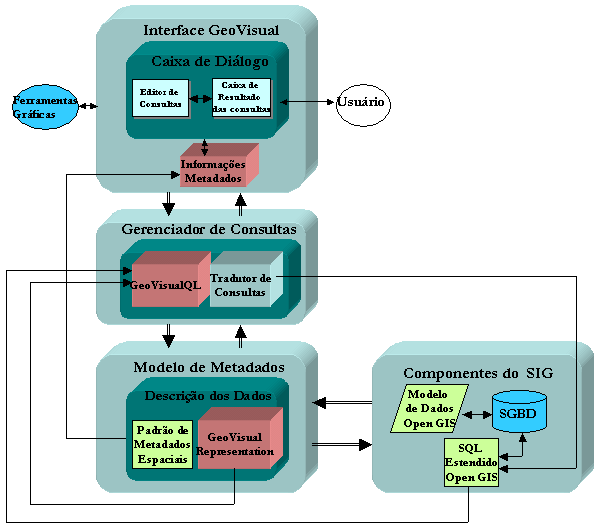 Interface GeoVisual
Caixa de Diálogo
Editor de
Consultas
Caixa de
Resultado
das consultas
Ferramentas
Gráficas
Usuário
Informações
Metadados
Gerenciador de Consultas
GeoVisualQL
Tradutor de
Consultas
Modelo de Metadados
Descrição dos Dados
Padrão de
Metadados
Espaciais
GeoVisual
Representation
Componentes do SIG
Modelo
de Dados
Open GIS
SGBD
SQL
Estendido
Open GIS